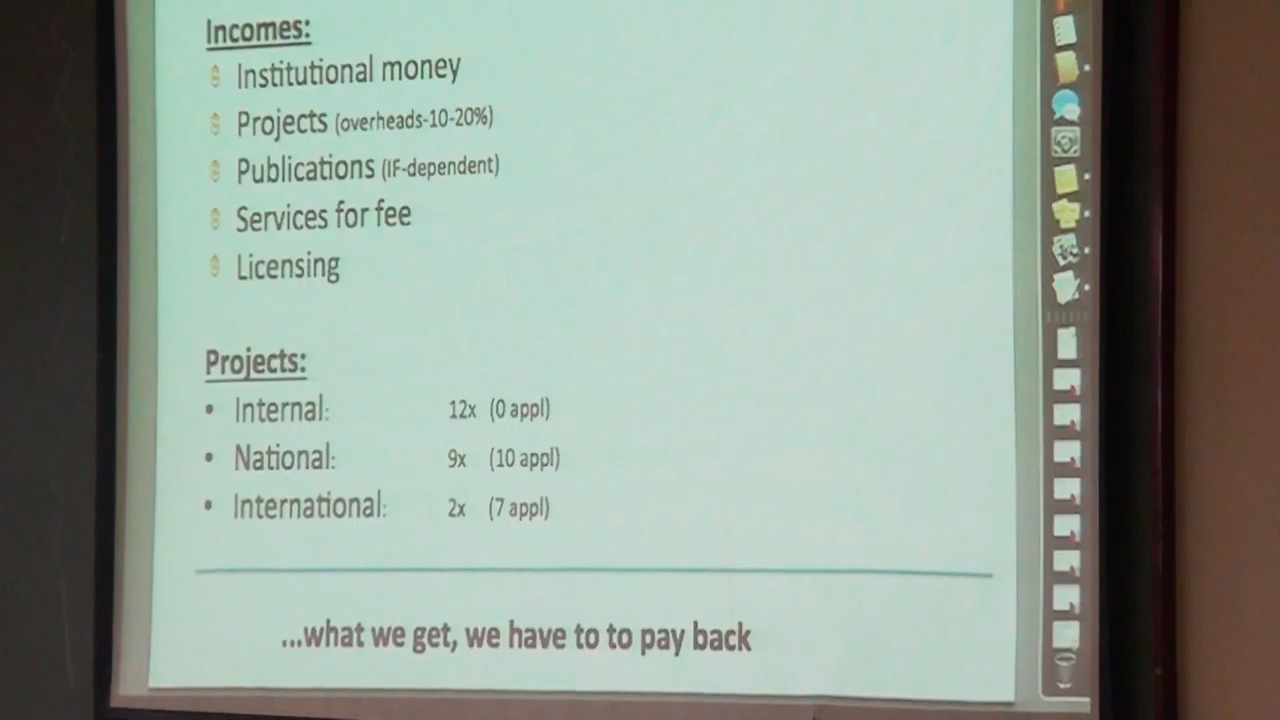 Incomes:
Institutional money
Projects (overheads-10-20%)
Publications (IF-dependent)
Services for fee
Licensing
Projects:
• Internal: 12x (0 appl)
• National: 9x (10 appl)
• International: 2x (7 appl)
...what we get, we have to to pay back